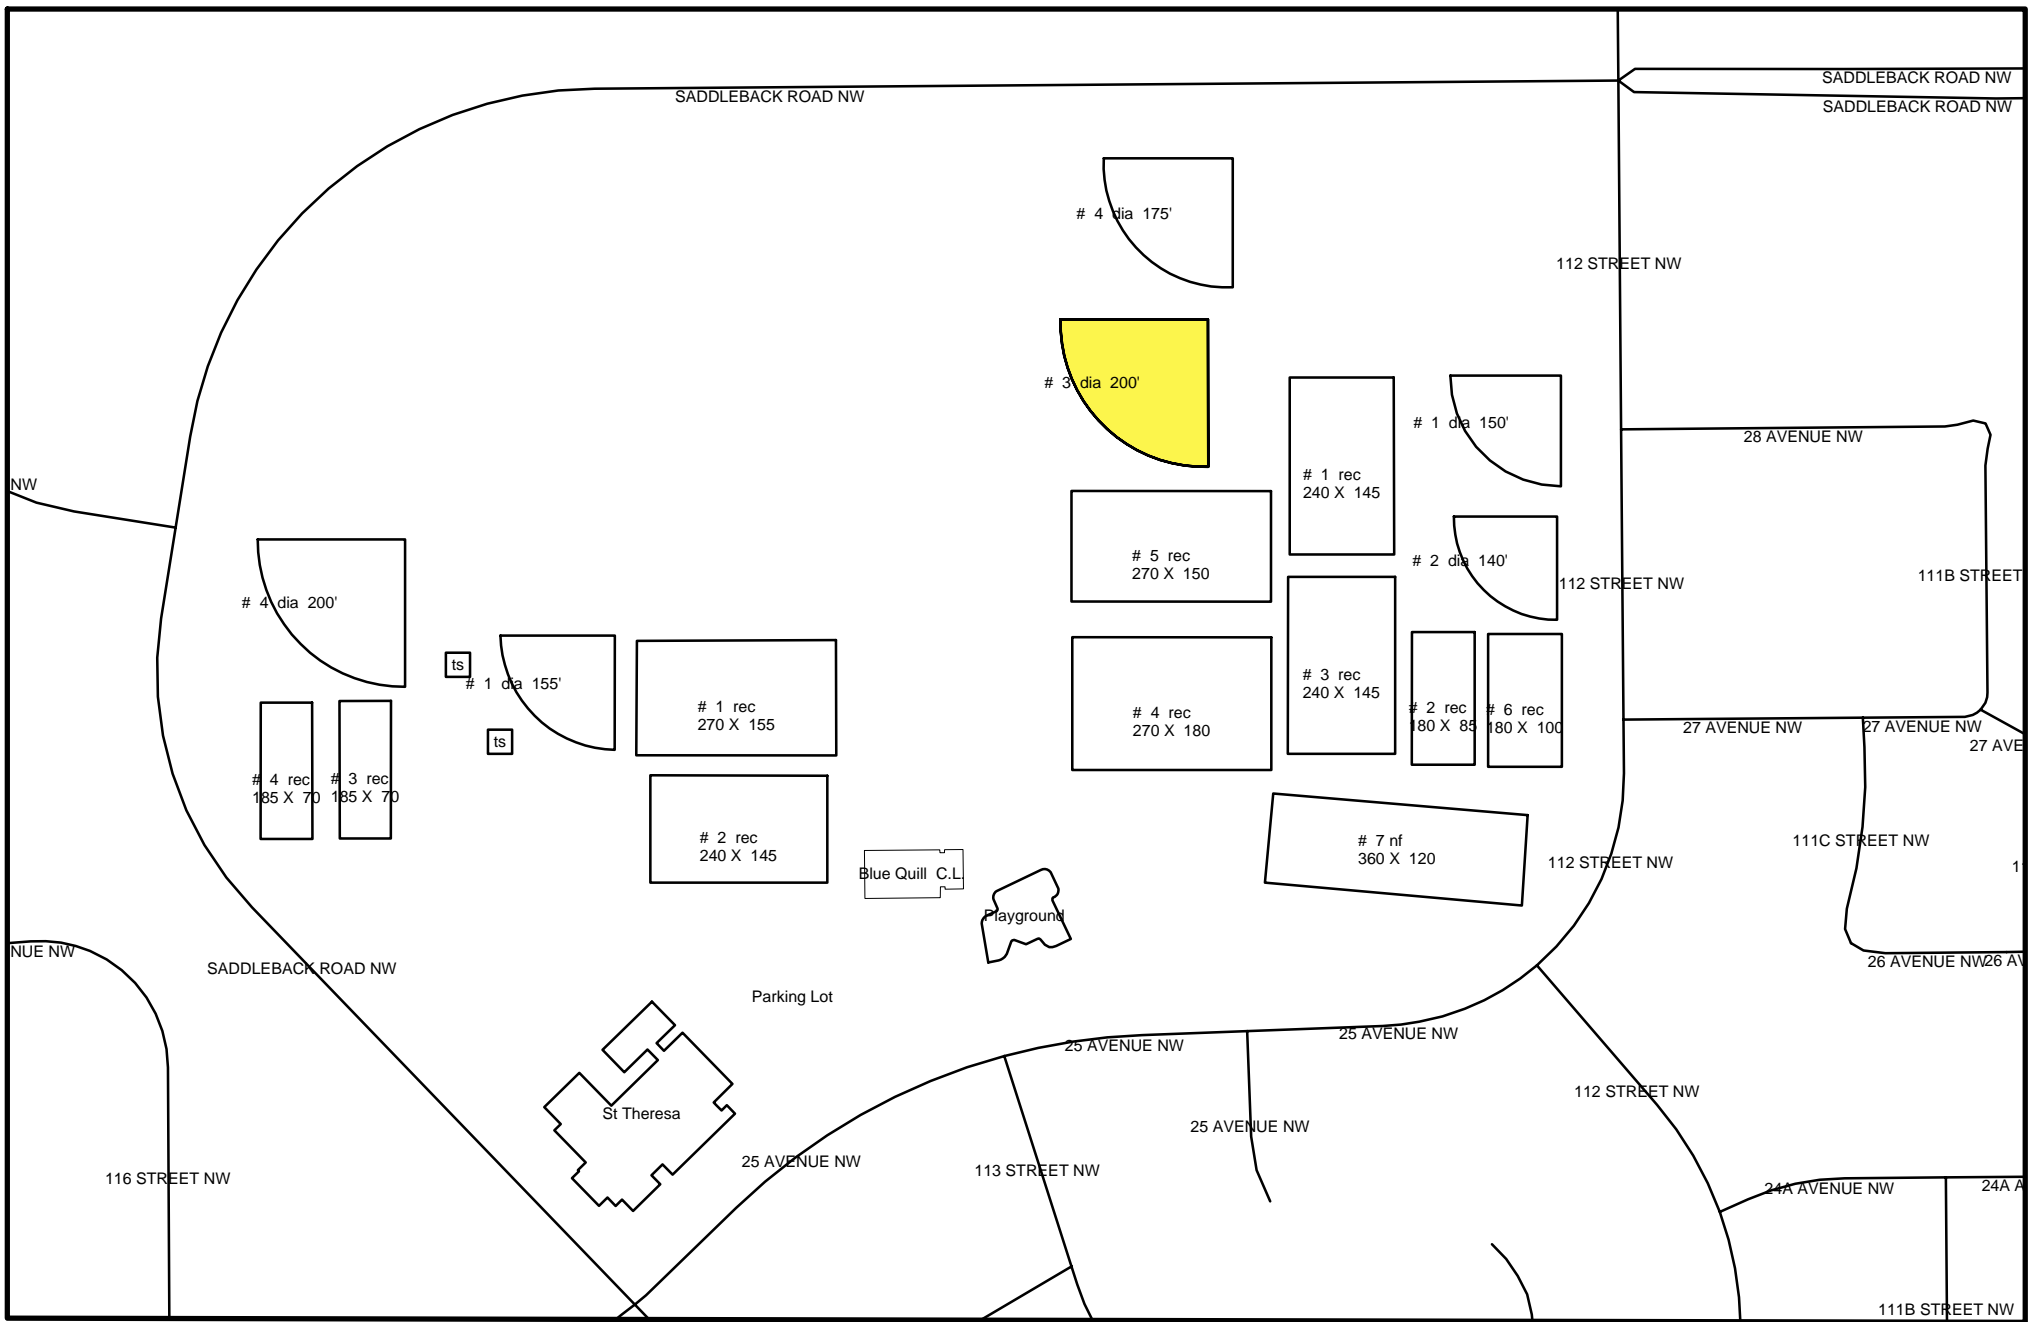 SADDLEBACK ROAD NW
SADDLEBACK ROAD NW
SADDLEBACK ROAD NW
# 4 dia 175'
112 STREET NW
# 3 dia 200'
# 1 dia 150'
28 AVENUE NW
# 1 rec
240 X 145
NW
# 5 rec
270 X 150
# 2 dia 140'
112 STREET NW
111B STREET
# 4 dia 200'
ts
# 1 dia 155'
# 1 rec
270 X 155
# 4 rec
270 X 180
# 3 rec
240 X 145
# 2 rec
180 X 85
# 6 rec
180 X 100
27 AVENUE NW
27 AVENUE NW
27 AVE
ts
# 4 rec
185 X 70
# 3 rec
185 X 70
# 2 rec
240 X 145
# 7 nf
360 X 120
111C STREET NW
112 STREET NW
Blue Quill C.L.
Playground
NUE NW
SADDLEBACK ROAD NW
26 AVENUE NW
26 AV
Parking Lot
25 AVENUE NW
25 AVENUE NW
112 STREET NW
St Theresa
25 AVENUE NW
25 AVENUE NW
113 STREET NW
116 STREET NW
24A AVENUE NW
24A A
111B STREET NW